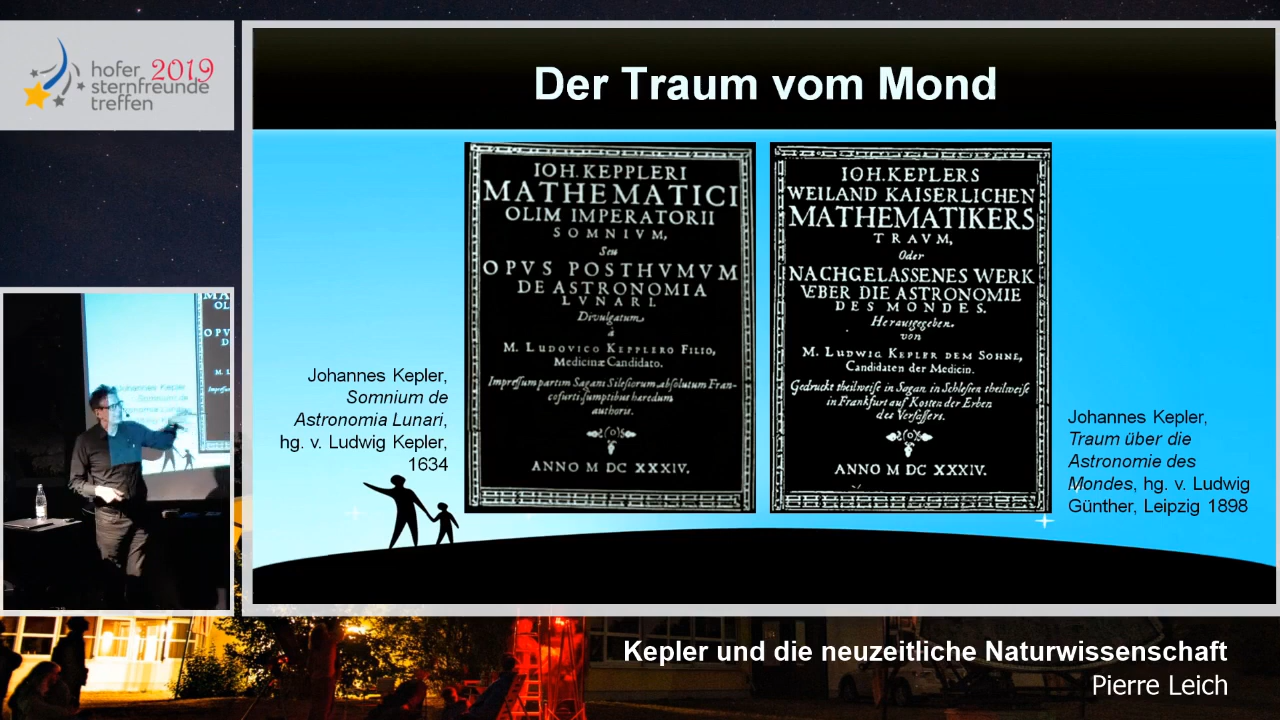 hofer 2019
sternfreunde
treffen
Der Traum vom Mond
IOH. KEPPLERI
MATHEMATICI
OLIM IMPERATORII
SOMNIVM,
Seu
OPVS POSTHVMVM
DE ASTRONOMIA
LVNARI.
Divulgatum
à
M. LUDOVICO KEPPLERO FILIO,
Medicinæ Candidato.
Impressum partim Sagani Silesiorum, absolutum Fran-
cofurti, sumptibus hæredum
authoris.
ANNO M DC XXXIV.
IOH. KEPLERS
WEILAND KAISERLICHEN
MATHEMATIKERS
TRAVM,
Oder
NACHGELASSENES WERK
VEBER DIE ASTRONOMIE
DES MONDES.
Herausgegeben.
von
M. LUDWIG KEPLER DEM SOHNE,
Candidaten der Medicin.
Gedruckt theilweise in Sagan in Schlesien theilweise
in Frankfurt auf Kosten der Erben
des Verfassers.
ANNO M DC XXXIV.
Johannes Kepler,
Somnium de
Astronomia Lunari,
hg. v. Ludwig Kepler,
1634
Johannes Kepler,
Traum über die
Astronomie des
Mondes, hg. v. Ludwig
Günther, Leipzig 1898
Kepler und die neuzeitliche Naturwissenschaft
Pierre Leich